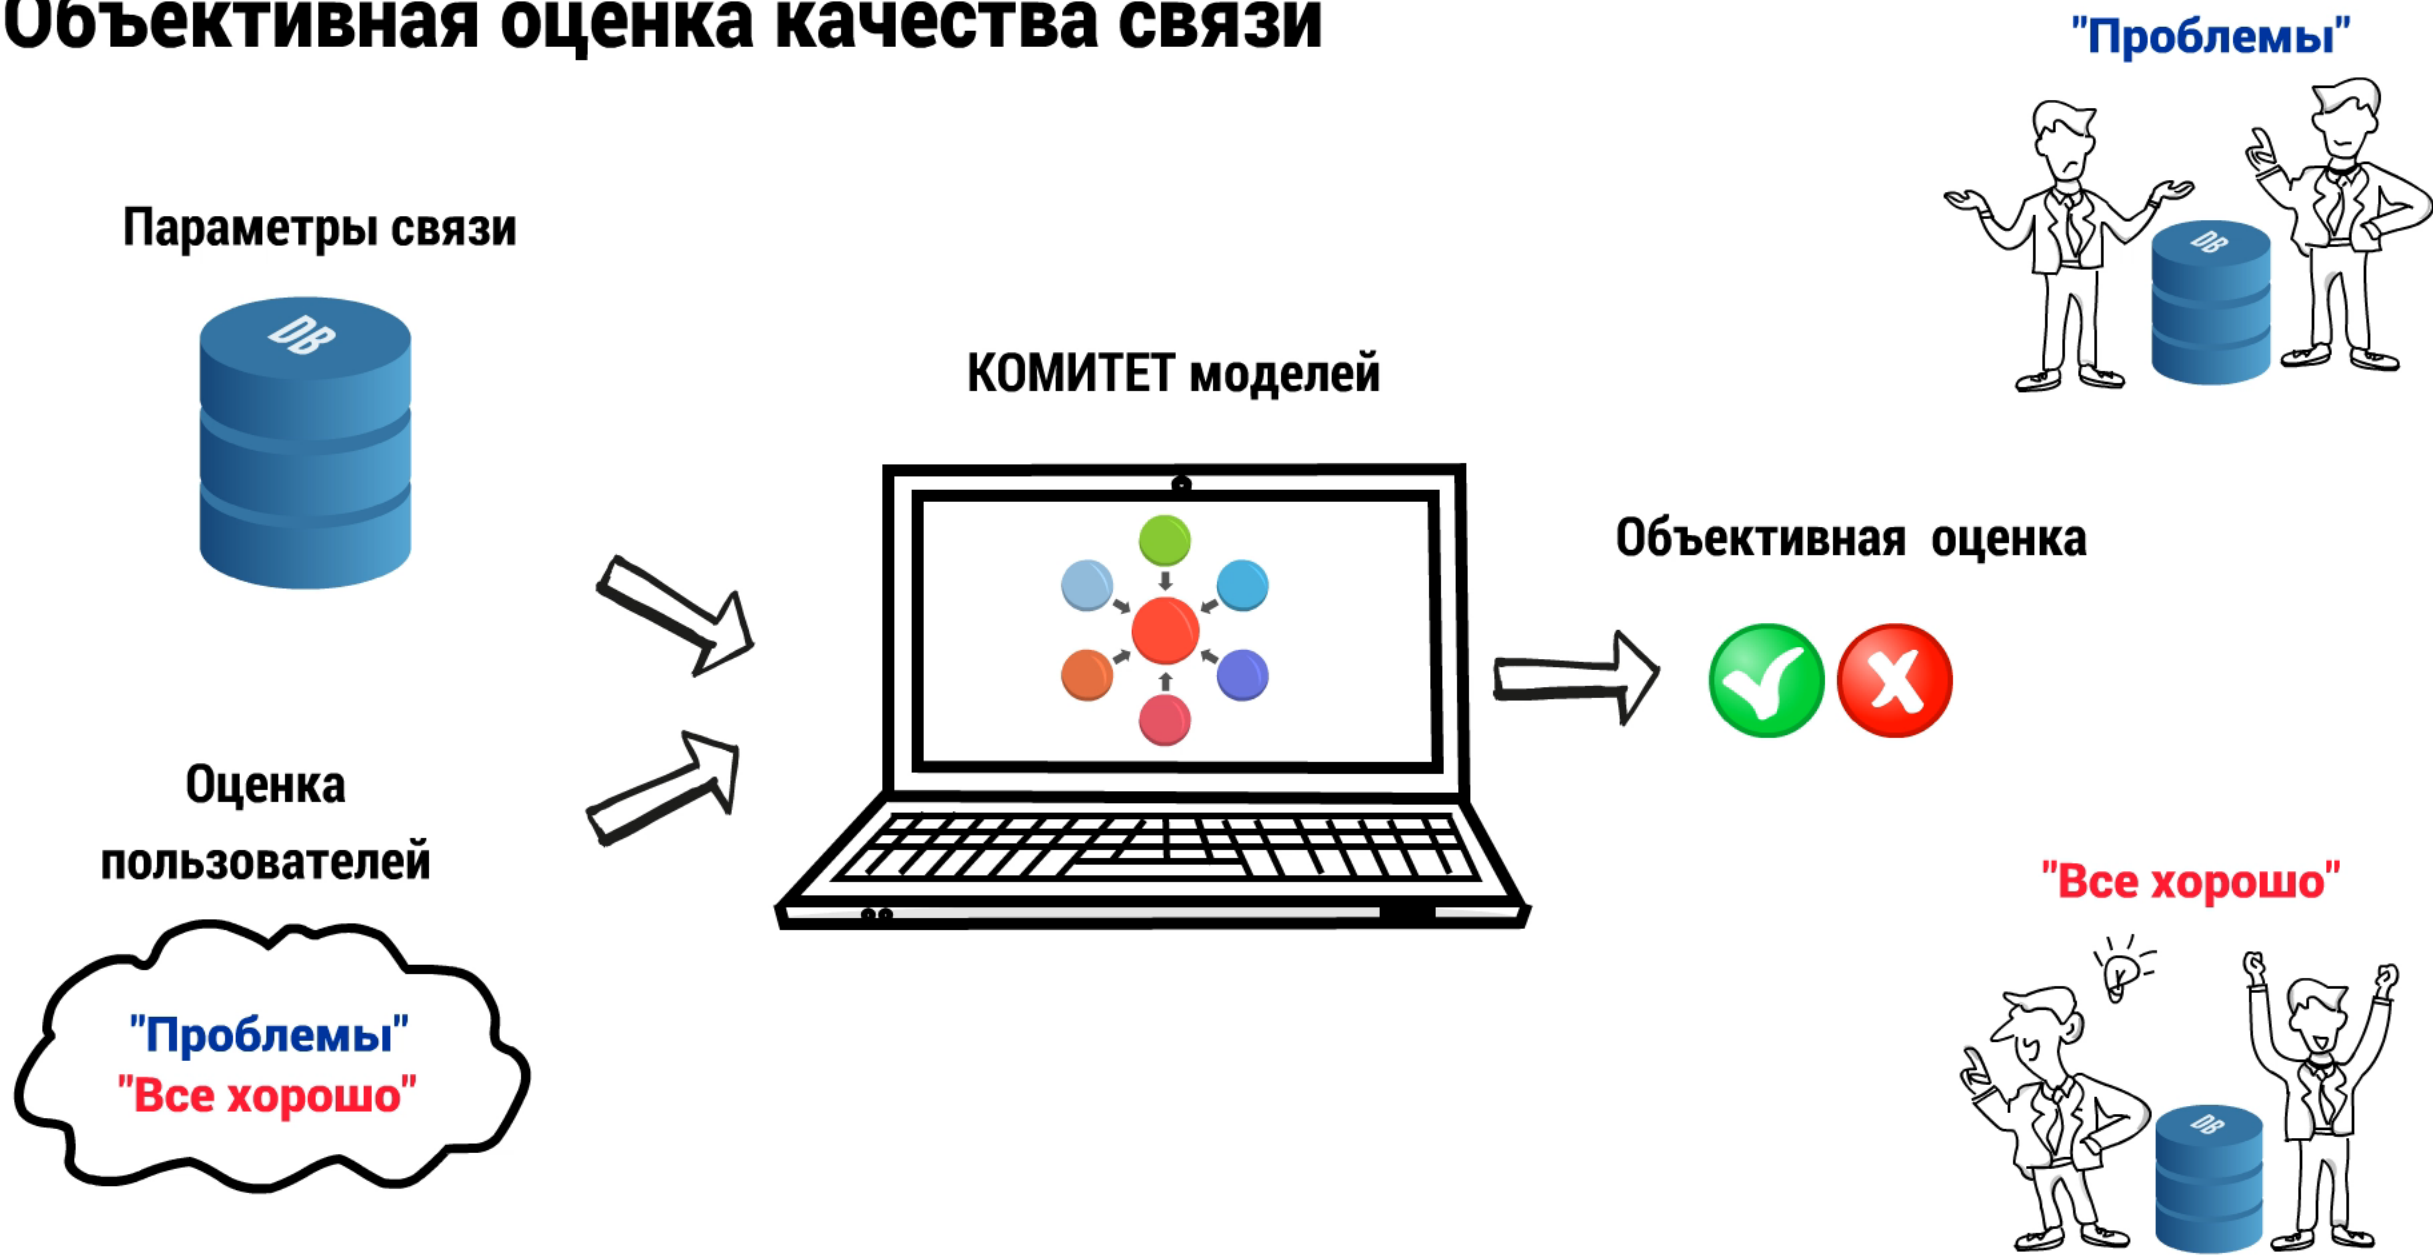 Объективная оценка качества связи
"Проблемы"
DB
Параметры связи
DB
КОМИТЕТ моделей
Объективная оценка
Оценка
пользователей
"Все хорошо"
"Проблемы"
"Все хорошо"
DB